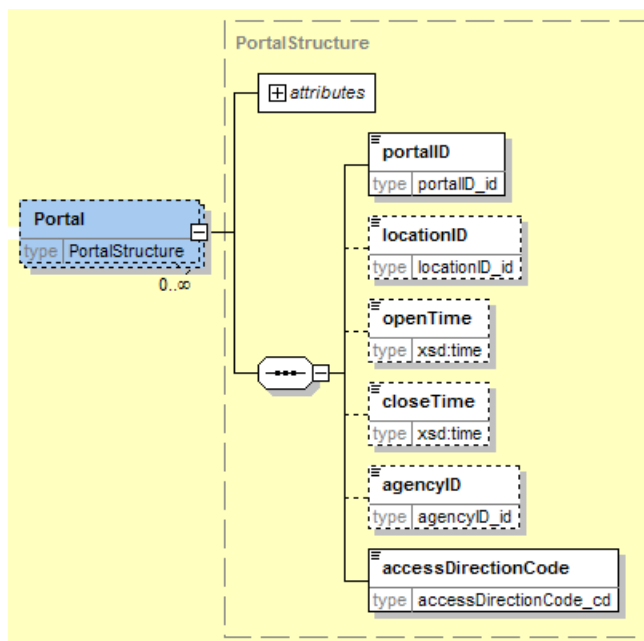 PortalStructure
attributes
portalID
type portalID_id
Portal
type PortalStructure
0..∞
locationID
type locationID_id
openTime
type xsd:time
closeTime
type xsd:time
agencyID
type agencyID_id
accessDirectionCode
type accessDirectionCode_cd